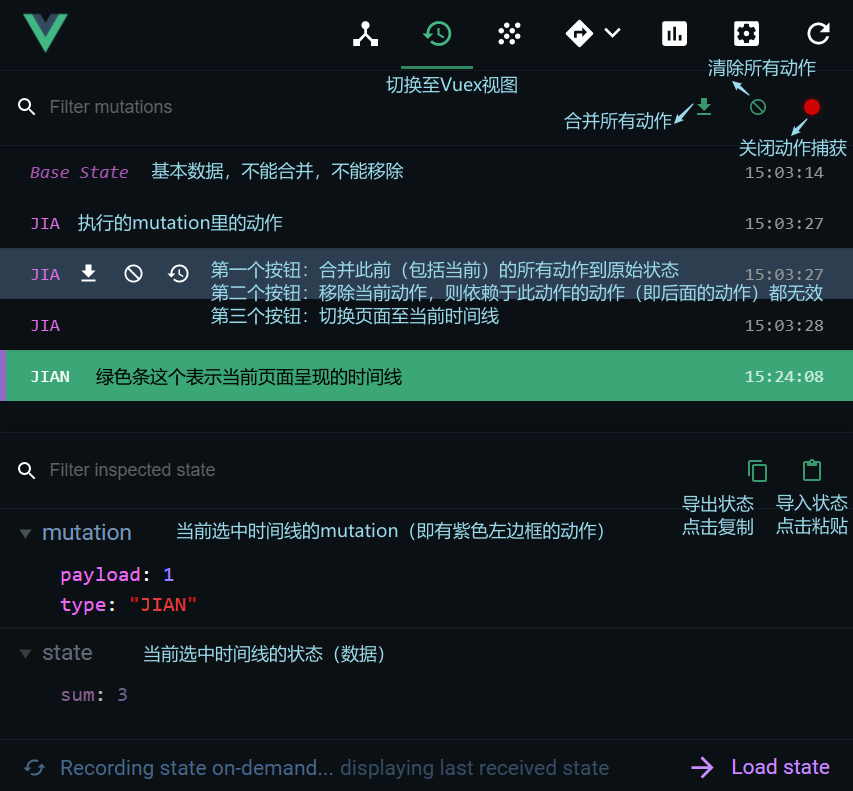 切换至Vuex视图
清除所有动作
Filter mutations
合并所有动作
关闭动作捕获
Base State 基本数据，不能合并，不能移除 15:03:14
JIA 执行的mutation里的动作 15:03:27
JIA 第一个按钮：合并此前（包括当前）的所有动作到原始状态 15:03:27
第二个按钮：移除当前动作，则依赖于此动作的动作（即后面的动作）都无效
第三个按钮：切换页面至当前时间线
JIA 15:03:28
JIAN 绿色条这个表示当前页面呈现的时间线 15:24:08
Filter inspected state
导出状态 导入状态
点击复制 点击粘贴
mutation 当前选中时间线的mutation（即有紫色左边框的动作）
payload: 1
type: "JIAN"
state 当前选中时间线的状态（数据）
sum: 3
Recording state on-demand... displaying last received state Load state